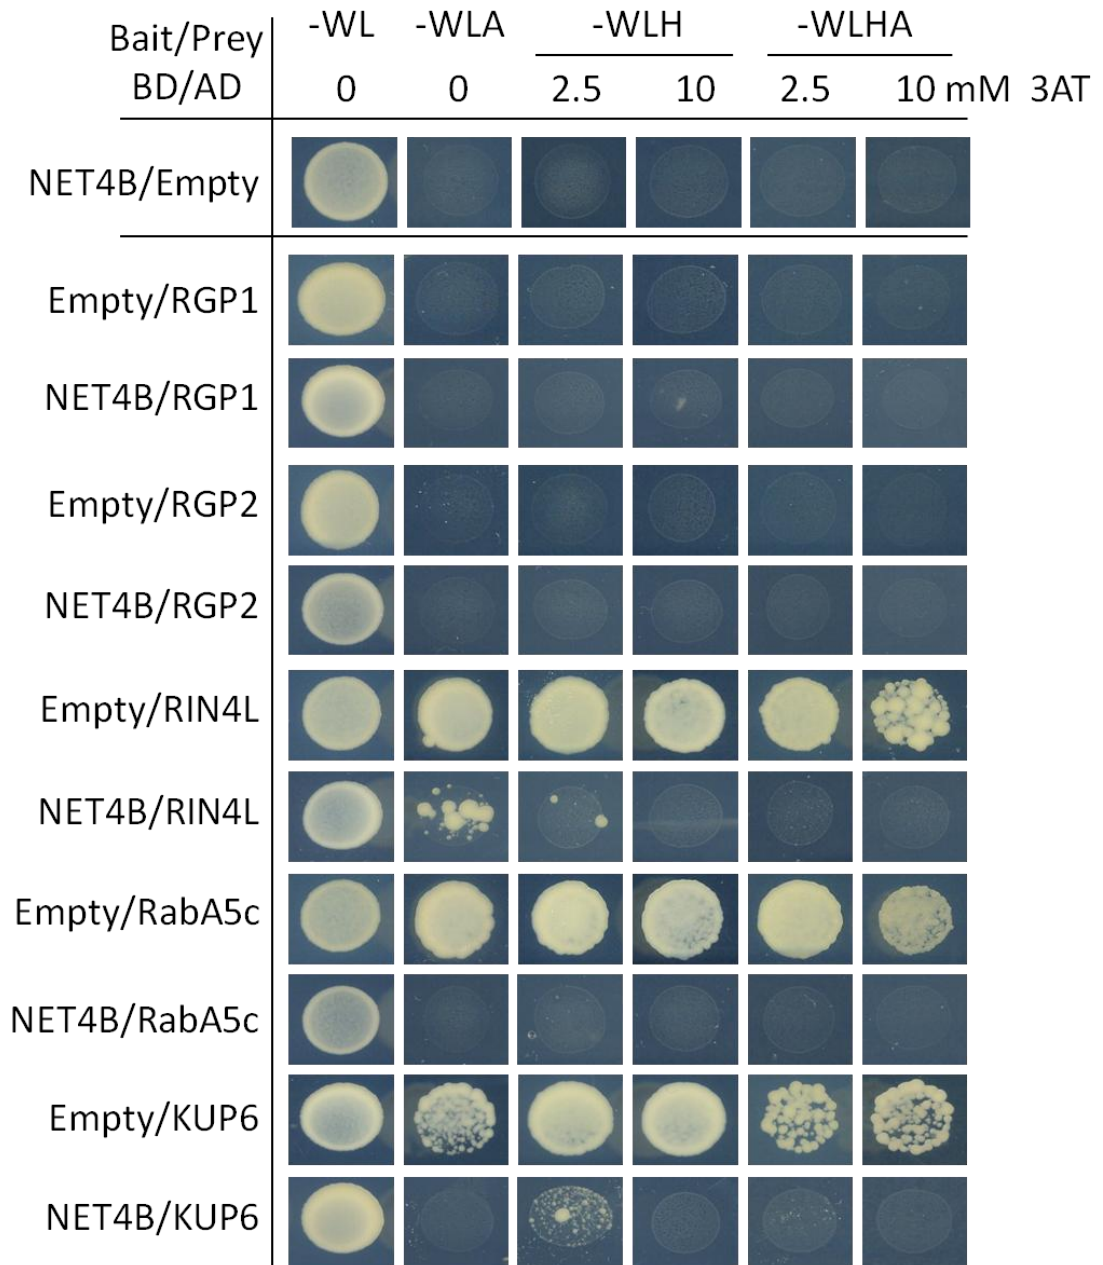 Bait/Prey -WL -WLA -WLH -WLHA
BD/AD 0 0 2.5 10 2.5 10 mM 3AT
NET4B/Empty
Empty/RGP1
NET4B/RGP1
Empty/RGP2
NET4B/RGP2
Empty/RIN4L
NET4B/RIN4L
Empty/RabA5c
NET4B/RabA5c
Empty/KUP6
NET4B/KUP6